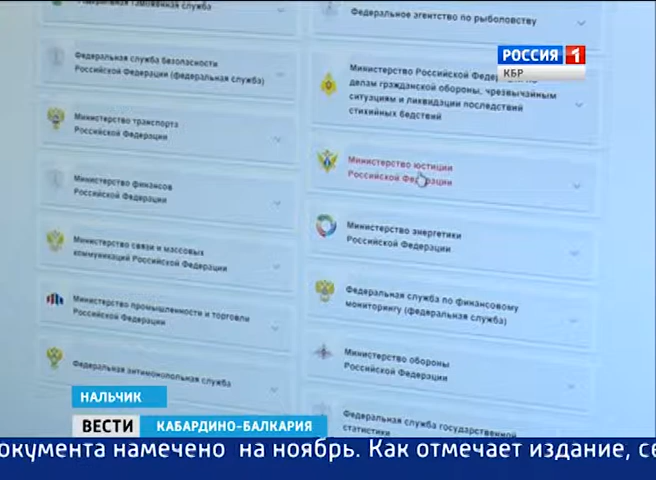 Федеральная таможенная служба
Федеральная служба безопасности
Российской Федерации (федеральная служба)
Министерство транспорта
Российской Федерации
Министерство финансов
Российской Федерации
Министерство связи и массовых
коммуникаций Российской Федерации
Министерство промышленности и торговли
Российской Федерации
Федеральная антимонопольная служба
Федеральное агентство по рыболовству
Министерство Российской
делам гражданской обороны, чрезвычайным
ситуациям и ликвидации последствий
стихийных бедствий
Министерство юстиции
Российской Федерации
Министерство энергетики
Российской Федерации
Федеральная служба по финансовому
мониторингу (федеральная служба)
Министерство обороны
Российской Федерации
Федеральная служба государственной
статистики
РОССИЯ 1
КБР
НАЛЬЧИК
ВЕСТИ КАБАРДИНО-БАЛКАРИЯ
окумента намечено на ноябрь. Как отмечает издание, се